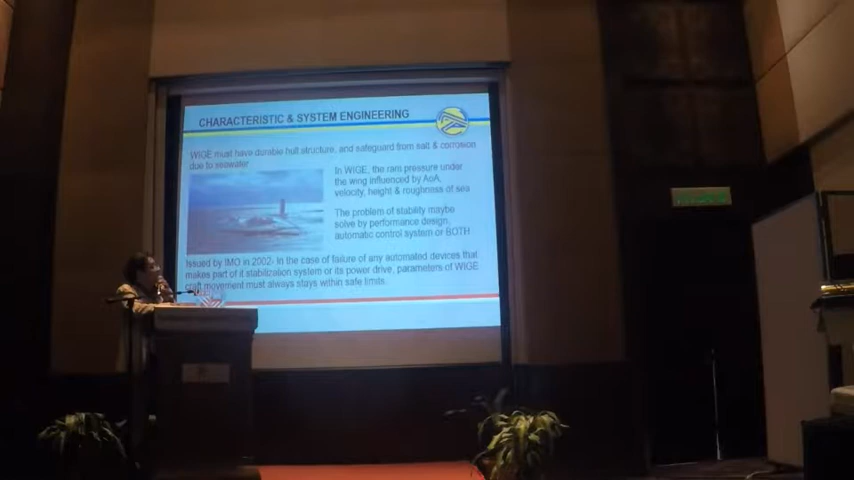 CHARACTERISTIC & SYSTEM ENGINEERING
WIGE must have durable hull structure, and safeguard from salt & corrosion
due to seawater
In WIGE, the ram pressure under
the wing influenced by AoA,
velocity, height & roughness of sea
The problem of stability maybe
solve by performance design,
automatic control system or BOTH.
Issued by IMO in 2002- In the case of failure of any automated system that
makes part of it stabilization system or its power drive, parameters of WIGE
craft movement must always stays within safe limits.